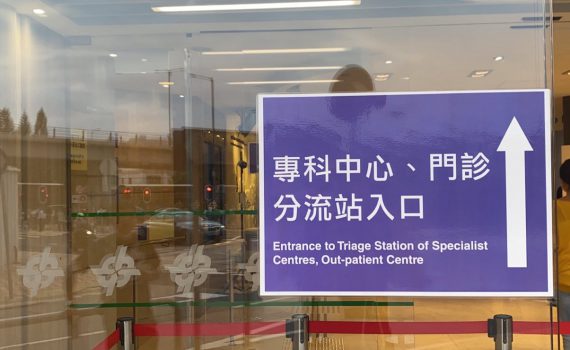 專科中心、門診
分流站入口
Entrance to Triage Station of Specialist
Centres, Out-patient Centre